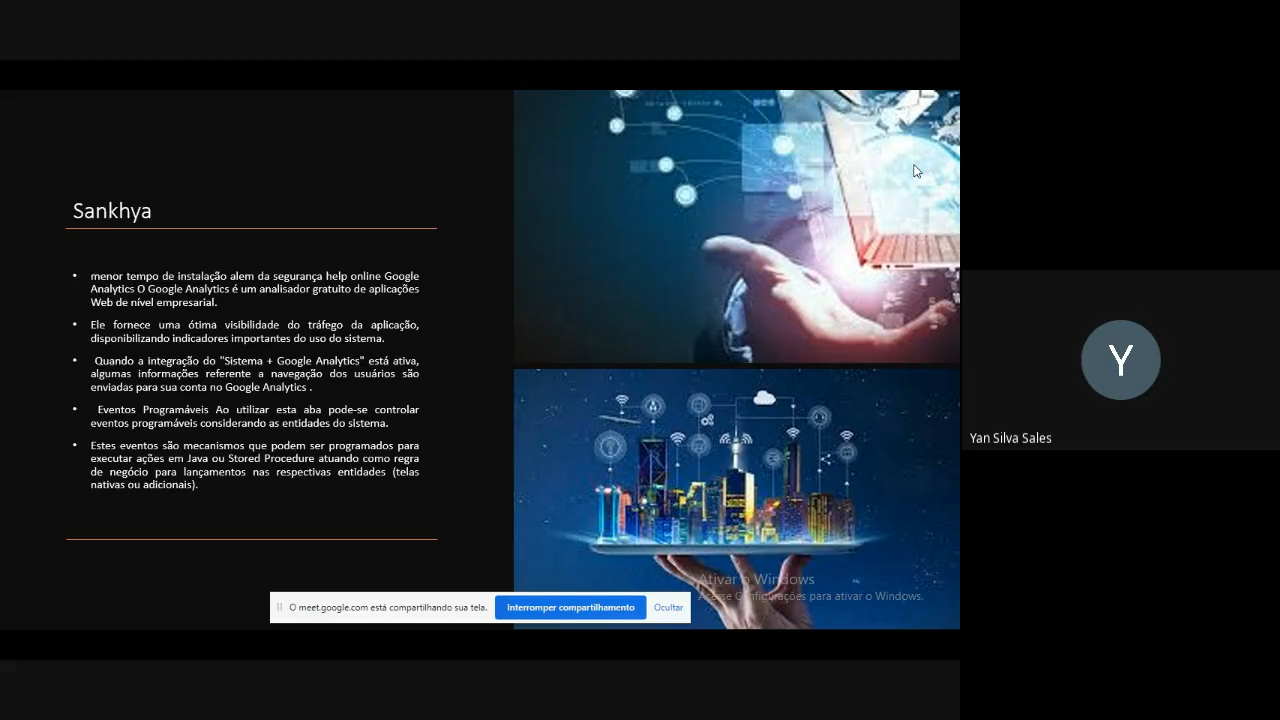 Sankhya
• menor tempo de instalação alem da segurança help online Google
Analytics O Google Analytics é um analisador gratuito de aplicações
Web de nível empresarial.
• Ele fornece uma ótima visibilidade do tráfego da aplicação,
disponibilizando indicadores importantes do uso do sistema.
• Quando a integração do "Sistema + Google Analytics" está ativa,
algumas informações referente a navegação dos usuários são
enviadas para sua conta no Google Analytics .
• Eventos Programáveis Ao utilizar esta aba pode-se controlar
eventos programáveis considerando as entidades do sistema.
• Estes eventos são mecanismos que podem ser programados para
executar ações em Java ou Stored Procedure atuando como regra
de negócio para lançamentos nas respectivas entidades (telas
nativas ou adicionais).
Ativar o Windows
Acesse Configurações para ativar o Windows.
O meet.google.com está compartilhando sua tela.
Interromper compartilhamento
Ocultar
Y
Yan Silva Sales